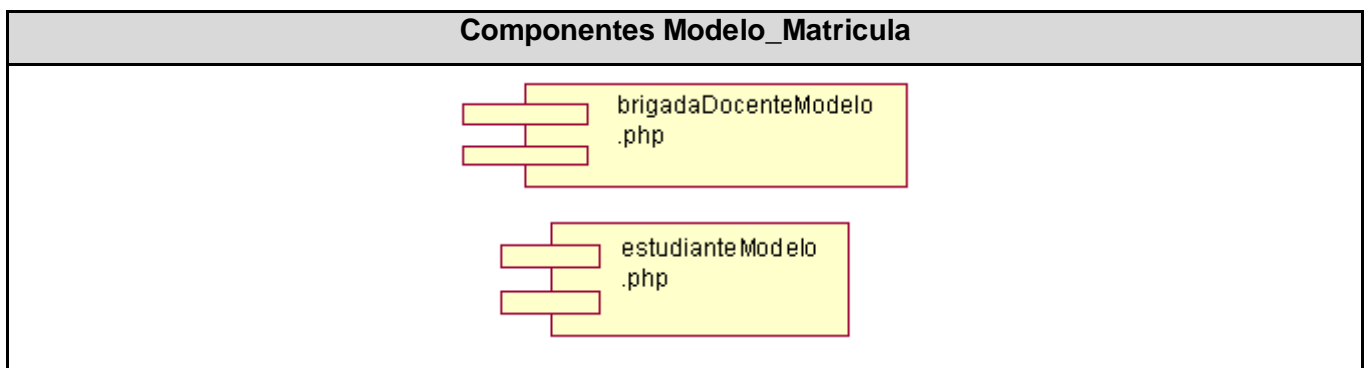 Componentes Modelo_Matricula
brigadaDocenteModelo
.php
estudianteModelo
.php